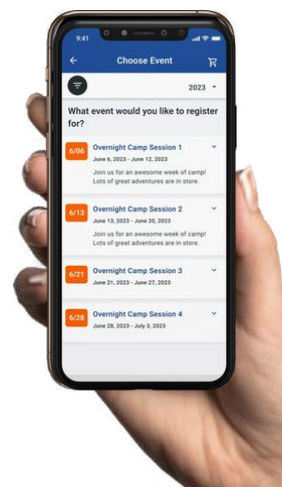 9:41
Choose Event
2023
What event would you like to register
for?
6/06
Overnight Camp Session 1
June 6, 2023 - June 12, 2023
Join us for an awesome week of camp!
Lots of great adventures are in store.
6/13
Overnight Camp Session 2
June 13, 2023 - June 20, 2023
Join us for an awesome week of camp!
Lots of great adventures are in store.
6/21
Overnight Camp Session 3
June 21, 2023 - June 27, 2023
6/28
Overnight Camp Session 4
June 28, 2023 - July 3, 2023